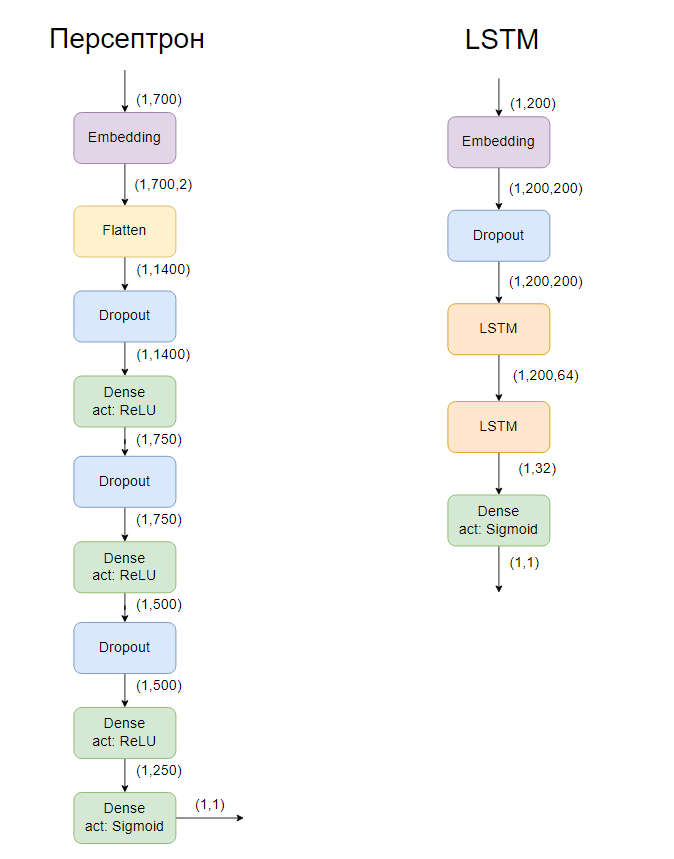 Персептрон
(1,700)
Embedding
(1,700,2)
Flatten
(1,1400)
Dropout
(1,1400)
Dense
act: ReLU
(1,750)
Dropout
(1,750)
Dense
act: ReLU
(1,500)
Dropout
(1,500)
Dense
act: ReLU
(1,250)
Dense
act: Sigmoid
(1,1)
LSTM
(1,200)
Embedding
(1,200,200)
Dropout
(1,200,200)
LSTM
(1,200,64)
LSTM
(1,32)
Dense
act: Sigmoid
(1,1)